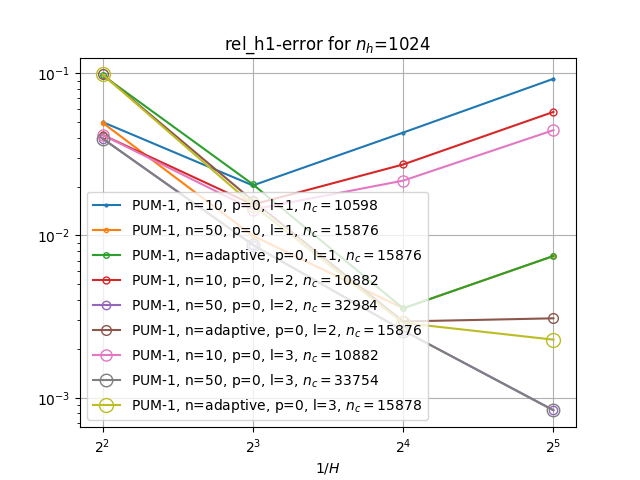 rel_h1-error for n_h=1024
10^{-1}
10^{-2}
10^{-3}
PUM-1, n=10, p=0, l=1, n_c = 10598
PUM-1, n=50, p=0, l=1, n_c = 15876
PUM-1, n=adaptive, p=0, l=1, n_c = 15876
PUM-1, n=10, p=0, l=2, n_c = 10882
PUM-1, n=50, p=0, l=2, n_c = 32984
PUM-1, n=adaptive, p=0, l=2, n_c = 15876
PUM-1, n=10, p=0, l=3, n_c = 10882
PUM-1, n=50, p=0, l=3, n_c = 33754
PUM-1, n=adaptive, p=0, l=3, n_c = 15878
2^2 2^3 2^4 2^5
1/H